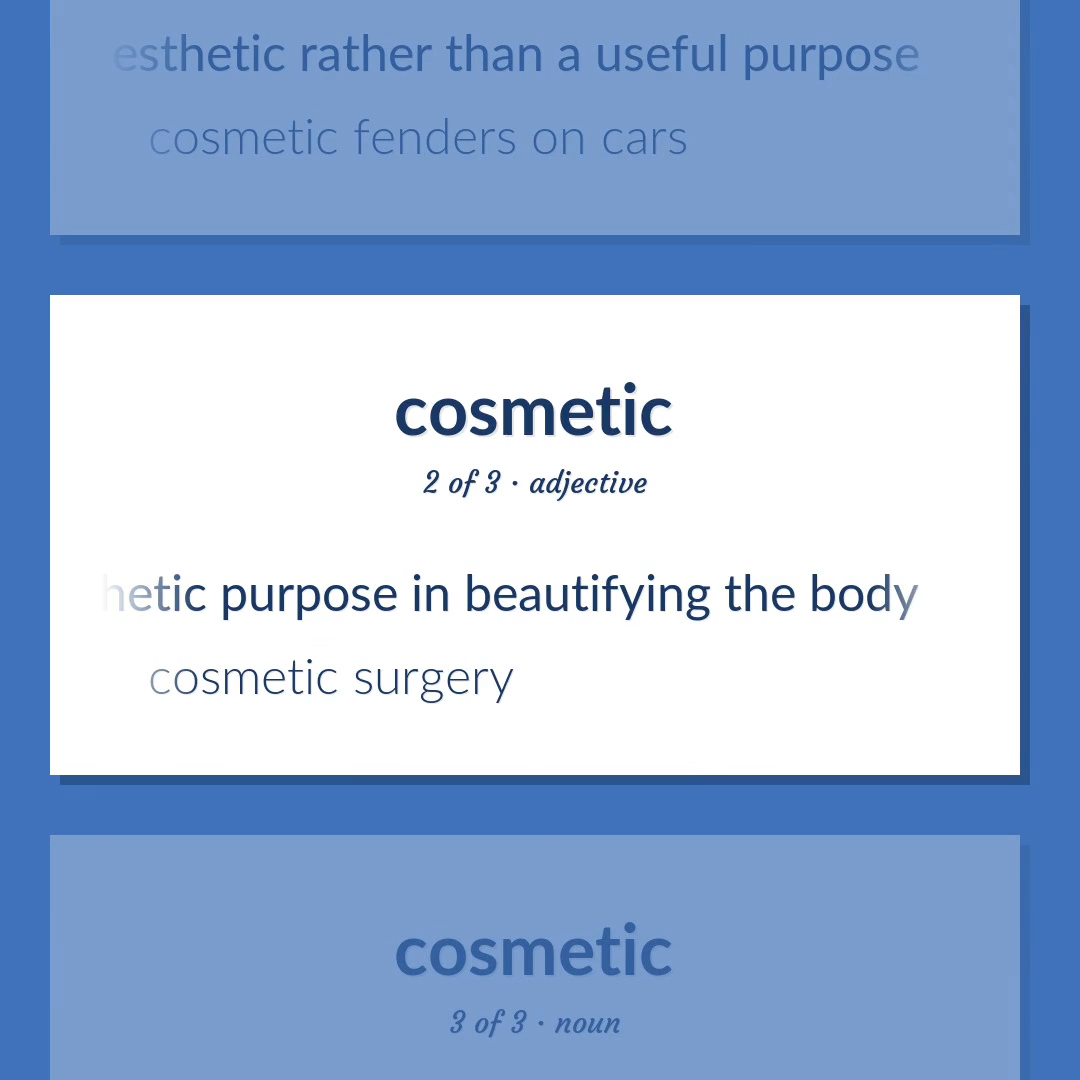 esthetic rather than a useful purpose
cosmetic fenders on cars
cosmetic
2 of 3 · adjective
hetic purpose in beautifying the body
cosmetic surgery
cosmetic
3 of 3 · noun